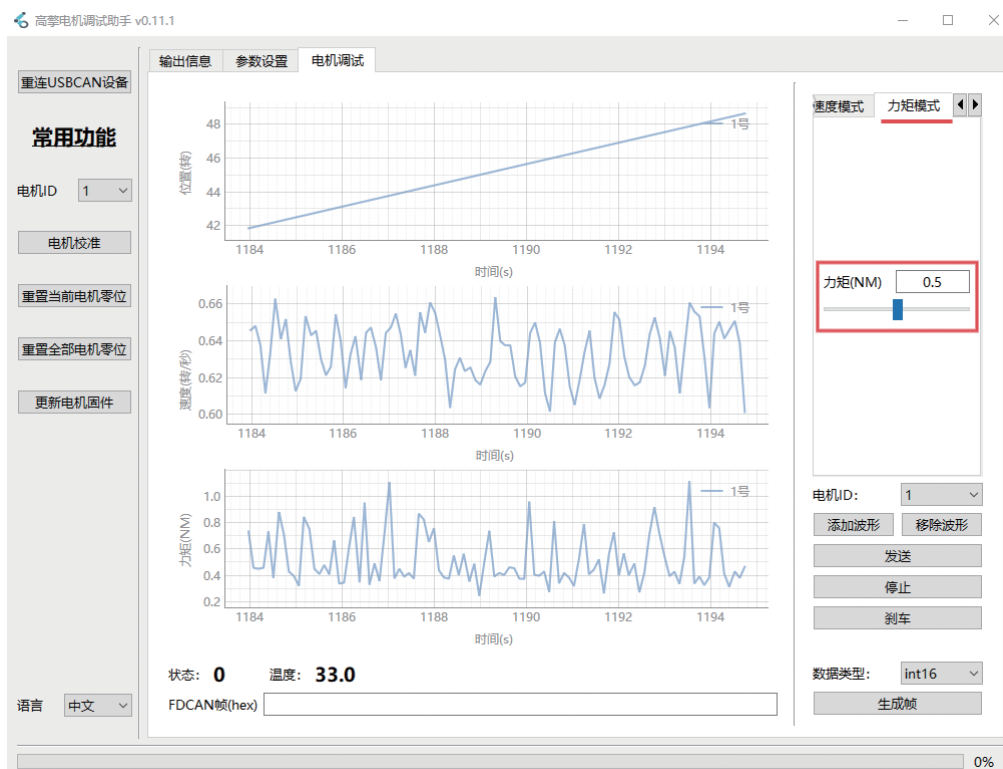 高擎电机调试助手 v0.11.1
重连USBCAN设备
常用功能
电机ID 1
电机校准
重置当前电机零位
重置全部电机零位
更新电机固件
语言 中文
输出信息 参数设置 电机调试
位置(转)
48
46
44
42
1号
1184 1186 1188 1190 1192 1194
时间(s)
速度(转/秒)
0.66
0.64
0.62
0.60
1号
1184 1186 1188 1190 1192 1194
时间(s)
力矩(NM)
1.0
0.8
0.6
0.4
0.2
1号
1184 1186 1188 1190 1192 1194
时间(s)
状态: 0 温度: 33.0
FDCAN帧(hex)
速度模式 力矩模式
力矩(NM) 0.5
电机ID: 1
添加波形 移除波形
发送
停止
刹车
数据类型: int16
生成帧
0%